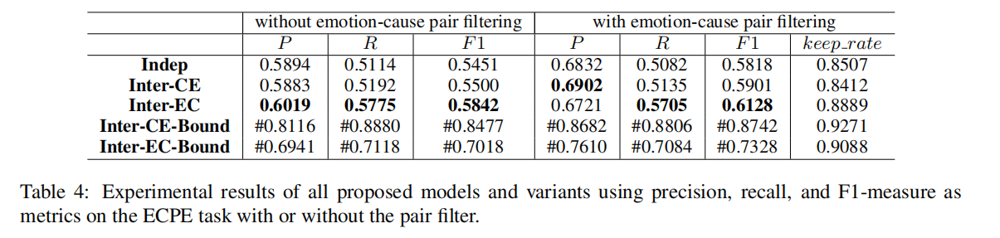 without emotion-cause pair filtering with emotion-cause pair filtering
P R F1 P R F1 keep_rate
Indep 0.5894 0.5114 0.5451 0.6832 0.5082 0.5818 0.8507
Inter-CE 0.5883 0.5192 0.5500 0.6902 0.5135 0.5901 0.8412
Inter-EC 0.6019 0.5775 0.5842 0.6721 0.5705 0.6128 0.8889
Inter-CE-Bound #0.8116 #0.8880 #0.8477 #0.8682 #0.8806 #0.8742 0.9271
Inter-EC-Bound #0.6941 #0.7118 #0.7018 #0.7610 #0.7084 #0.7328 0.9088
Table 4: Experimental results of all proposed models and variants using precision, recall, and F1-measure as
metrics on the ECPE task with or without the pair filter.